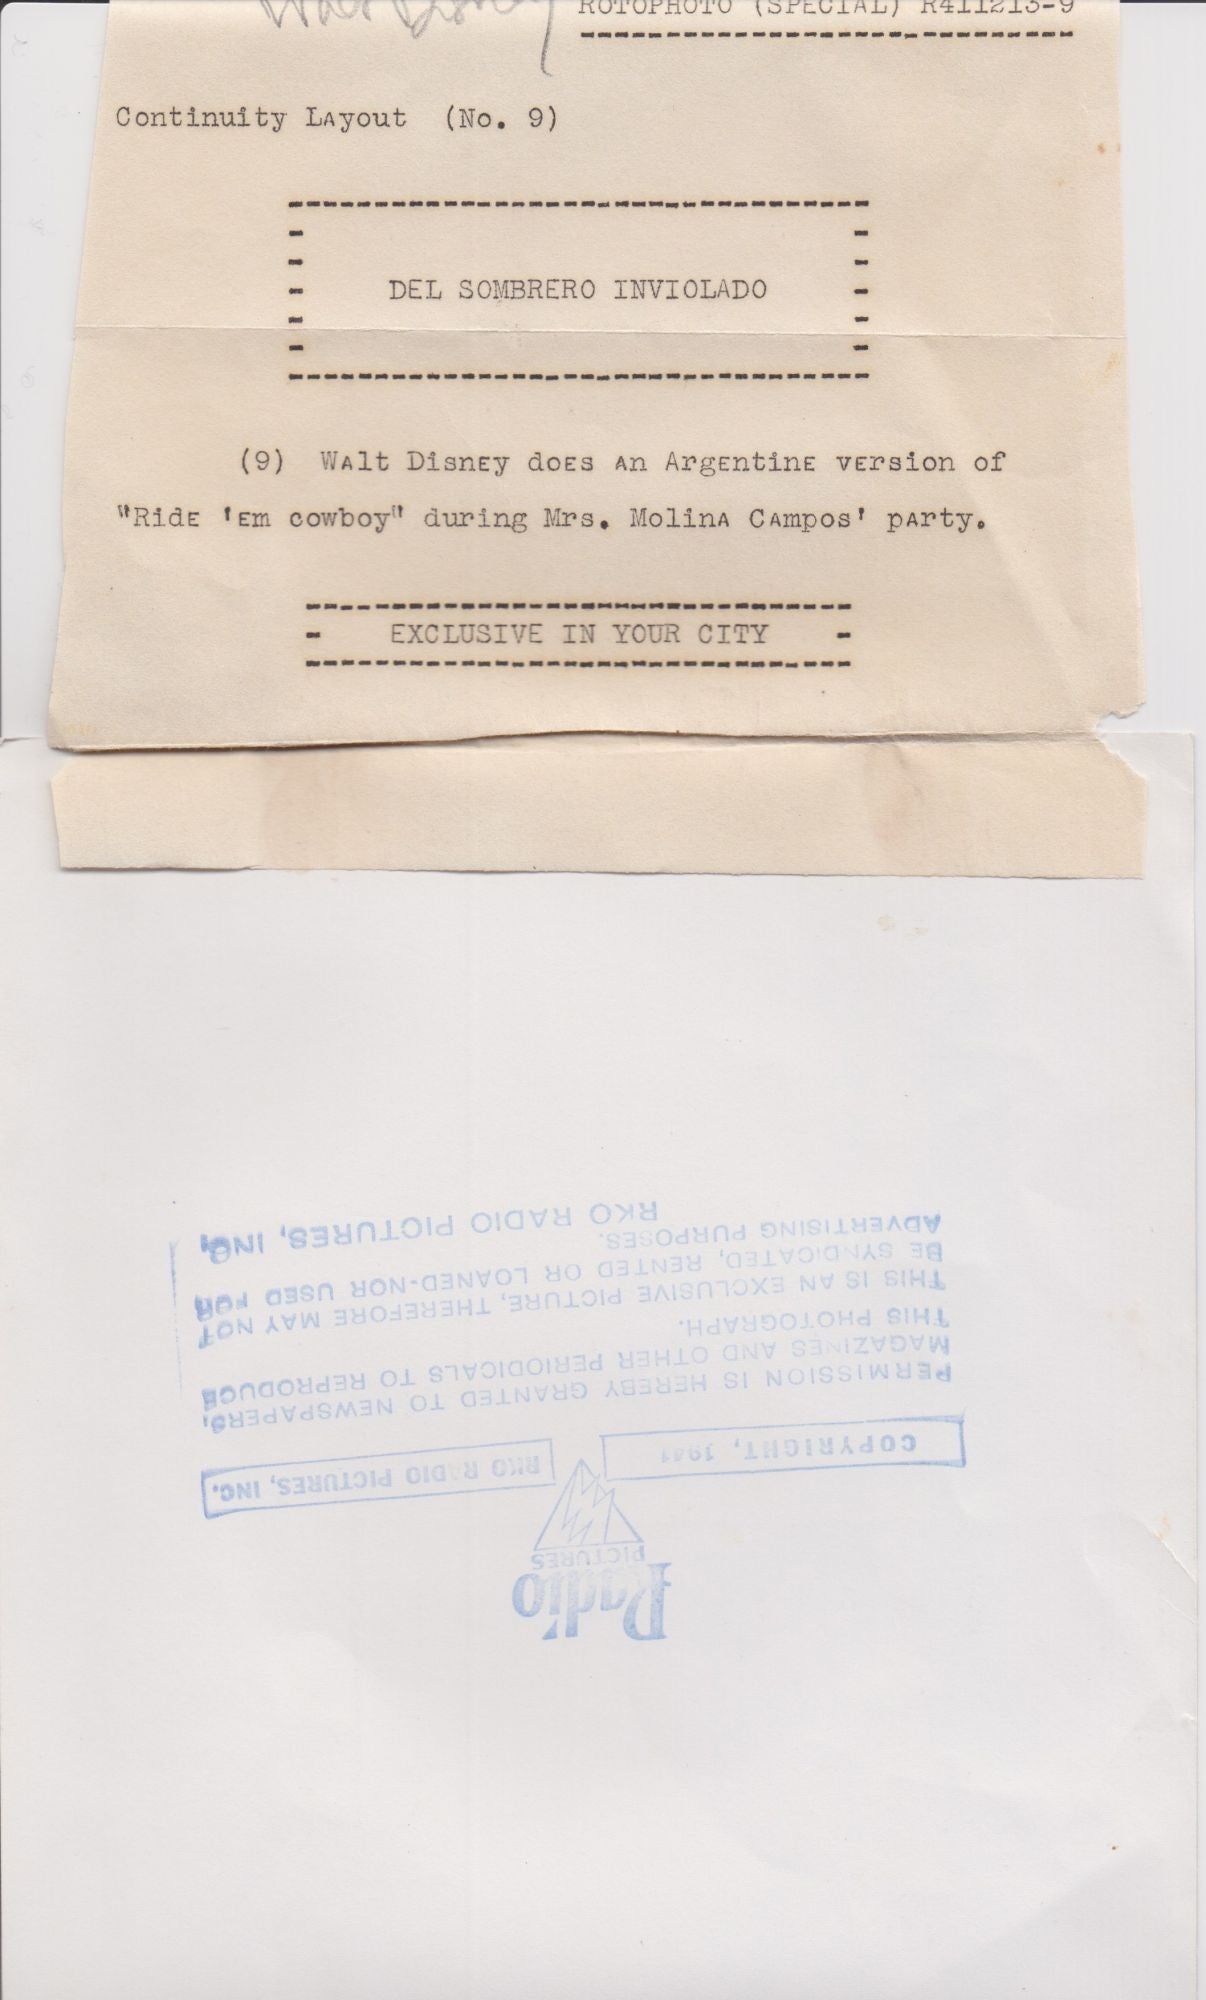 Walt Disney
ROTOPHOTO (SPECIAL) R411213-9
Continuity LAyout (No. 9)
DEL SOMBRERO INVIOLADO
(9) WAlt DisnEy doEs An ArgEntinE vErsion of
"RidE 'Em cowboy" during Mrs. MolinA CAmpos' pArty.
EXCLUSIVE IN YOUR CITY
Radio
PICTURES
COPYRIGHT, 1941 RKO RADIO PICTURES, INC.
PERMISSION IS HEREBY GRANTED TO NEWSPAPERS,
MAGAZINES AND OTHER PERIODICALS TO REPRODUCE
THIS PHOTOGRAPH.
THIS IS AN EXCLUSIVE PICTURE, THEREFORE MAY NOT
BE SYNDICATED, RENTED OR LOANED-NOR USED FOR
ADVERTISING PURPOSES.
RKO RADIO PICTURES, INC.